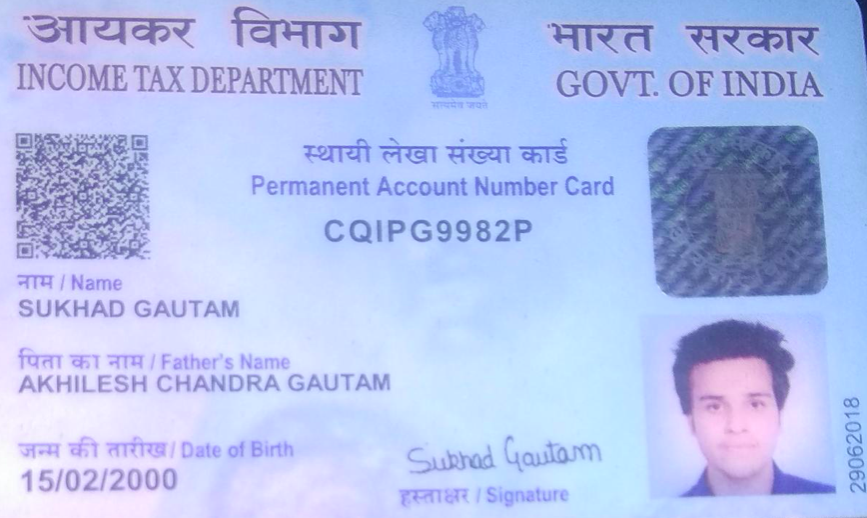 आयकर विभाग
INCOME TAX DEPARTMENT
सत्यमेव जयते
भारत सरकार
GOVT. OF INDIA
स्थायी लेखा संख्या कार्ड
Permanent Account Number Card
CQIPG9982P
नाम / Name
SUKHAD GAUTAM
पिता का नाम / Father's Name
AKHILESH CHANDRA GAUTAM
जन्म की तारीख / Date of Birth
15/02/2000
Sukhad Gautam
हस्ताक्षर / Signature
29062018